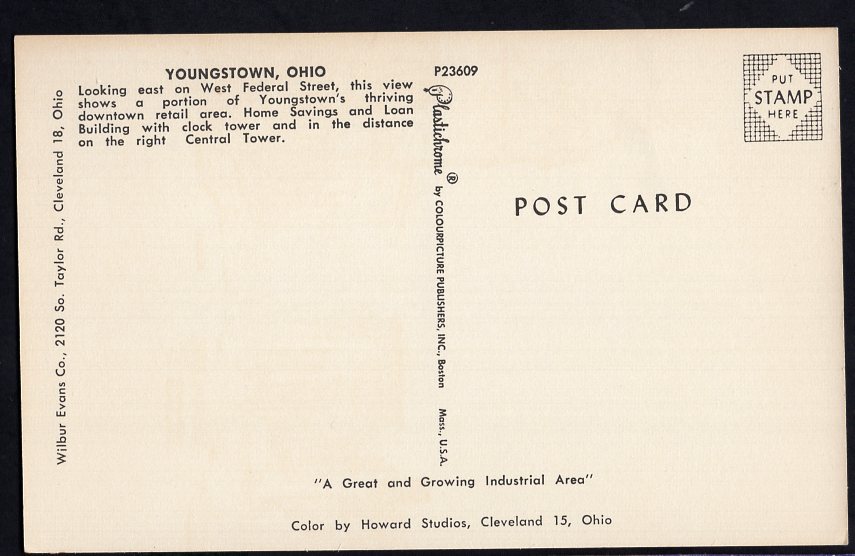 YOUNGSTOWN, OHIO
Looking east on West Federal Street, this view
shows a portion of Youngstown's thriving
downtown retail area. Home Savings and Loan
Building with clock tower and in the distance
on the right Central Tower.
Wilbur Evans Co., 2120 So. Taylor Rd., Cleveland 18, Ohio
P23609
Plastichrome ® by COLOURPICTURE PUBLISHERS, INC., Boston Mass., U.S.A.
PUT
STAMP
HERE
POST CARD
"A Great and Growing Industrial Area"
Color by Howard Studios, Cleveland 15, Ohio